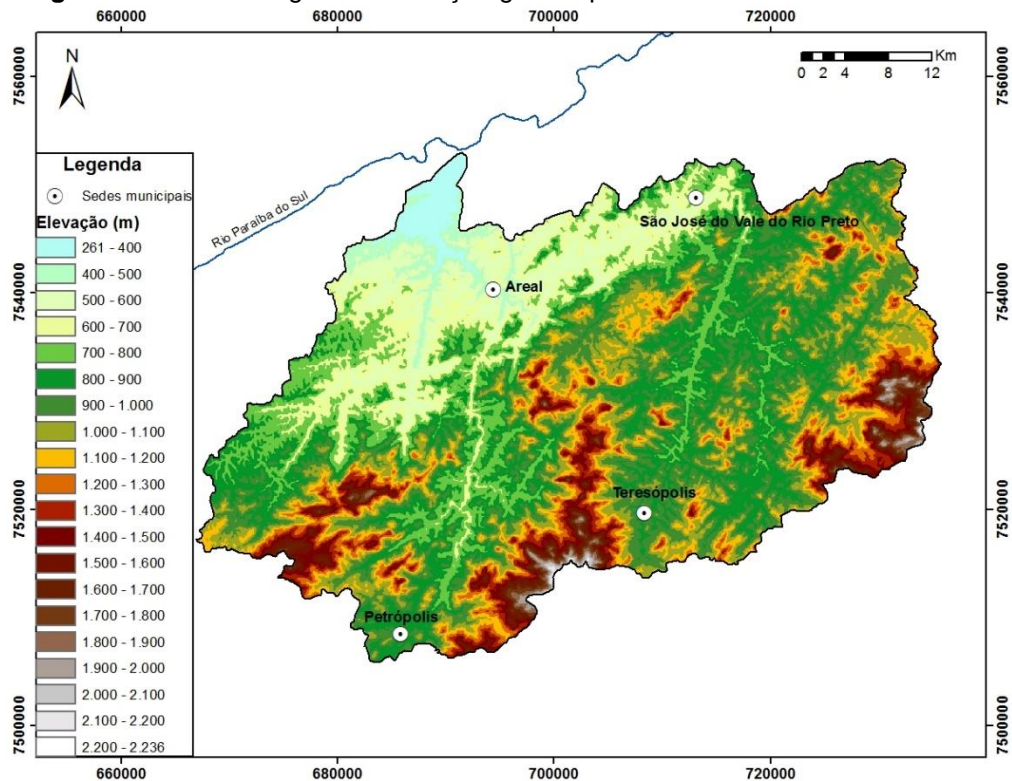 660000 680000 700000 720000
7560000 7560000
N
Km
0 2 4 8 12
Legenda
Sedes municipais
Elevação (m)
261 - 400
400 - 500
500 - 600
600 - 700
700 - 800
800 - 900
900 - 1.000
1.000 - 1.100
1.100 - 1.200
1.200 - 1.300
1.300 - 1.400
1.400 - 1.500
1.500 - 1.600
1.600 - 1.700
1.700 - 1.800
1.800 - 1.900
1.900 - 2.000
2.000 - 2.100
2.100 - 2.200
2.200 - 2.236
Rio Paraíba do Sul
São José do Vale do Rio Preto
7540000 7540000
Areal
Teresópolis
7520000 7520000
Petrópolis
7500000 7500000
660000 680000 700000 720000